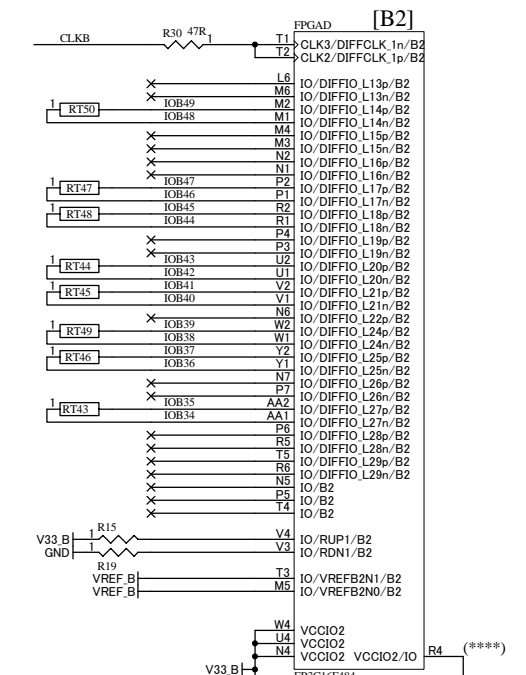 FPGAD [B2]
CLKB R30 47R 1 T1 CLK3/DIFFCLK_1n/B2
T2 CLK2/DIFFCLK_1p/B2
L6 IO/DIFFIO_L13p/B2
M6 IO/DIFFIO_L13n/B2
1 RT50 IOB49 M2 IO/DIFFIO_L14p/B2
IOB48 M1 IO/DIFFIO_L14n/B2
M4 IO/DIFFIO_L15p/B2
M3 IO/DIFFIO_L15n/B2
N2 IO/DIFFIO_L16p/B2
N1 IO/DIFFIO_L16n/B2
1 RT47 IOB47 P2 IO/DIFFIO_L17p/B2
IOB46 P1 IO/DIFFIO_L17n/B2
1 RT48 IOB45 R2 IO/DIFFIO_L18p/B2
IOB44 R1 IO/DIFFIO_L18n/B2
P4 IO/DIFFIO_L19p/B2
P3 IO/DIFFIO_L19n/B2
1 RT44 IOB43 U2 IO/DIFFIO_L20p/B2
IOB42 U1 IO/DIFFIO_L20n/B2
1 RT45 IOB41 V2 IO/DIFFIO_L21p/B2
IOB40 V1 IO/DIFFIO_L21n/B2
N6 IO/DIFFIO_L22p/B2
1 RT49 IOB39 W2 IO/DIFFIO_L24p/B2
IOB38 W1 IO/DIFFIO_L24n/B2
1 RT46 IOB37 Y2 IO/DIFFIO_L25p/B2
IOB36 Y1 IO/DIFFIO_L25n/B2
N7 IO/DIFFIO_L26p/B2
P7 IO/DIFFIO_L26n/B2
1 RT43 IOB35 AA2 IO/DIFFIO_L27p/B2
IOB34 AA1 IO/DIFFIO_L27n/B2
P6 IO/DIFFIO_L28p/B2
R5 IO/DIFFIO_L28n/B2
T5 IO/DIFFIO_L29p/B2
R6 IO/DIFFIO_L29n/B2
N5 IO/B2
P5 IO/B2
T4 IO/B2
V33_B 1 R15 V4 IO/RUP1/B2
GND 1 R19 V3 IO/RDN1/B2
VREF_B T3 IO/VREFB2N1/B2
VREF_B M5 IO/VREFB2N0/B2
W4 VCCIO2
U4 VCCIO2
N4 VCCIO2 VCCIO2/IO R4 (****)
V33_B